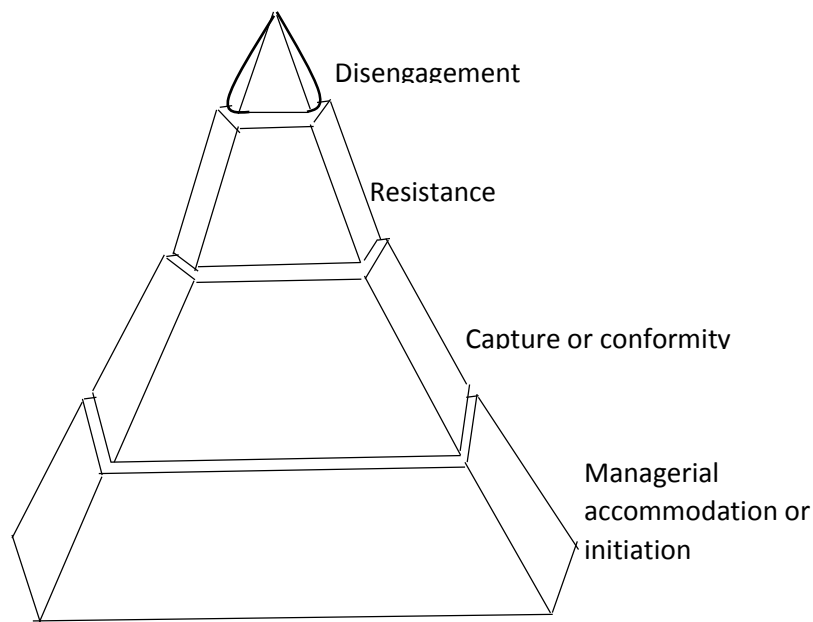 Disengagement
Resistance
Capture or conformity
Managerial
accommodation or
initiation